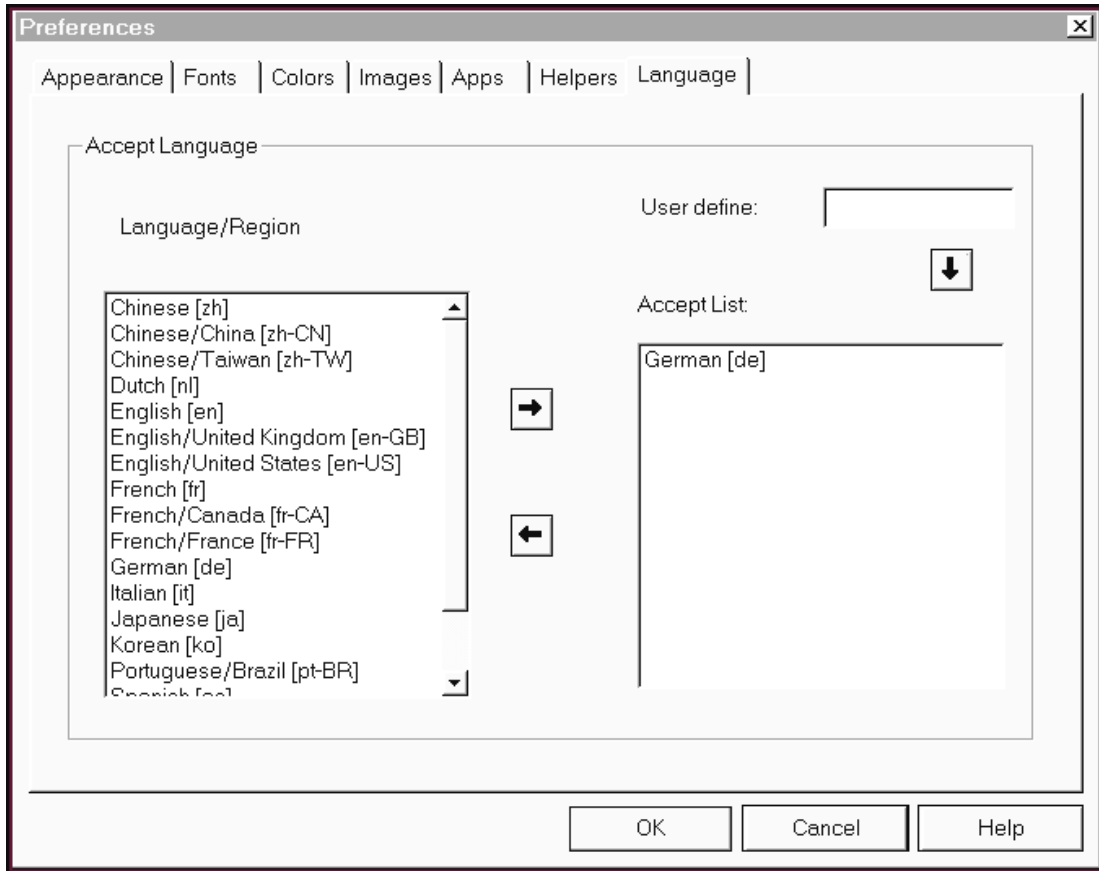 Preferences
Appearance Fonts Colors Images Apps Helpers Language
Accept Language
User define:
Language/Region
Accept List:
Chinese [zh]
Chinese/China [zh-CN]
Chinese/Taiwan [zh-TW]
Dutch [nl]
English [en]
English/United Kingdom [en-GB]
English/United States [en-US]
French [fr]
French/Canada [fr-CA]
French/France [fr-FR]
German [de]
Italian [it]
Japanese [ja]
Korean [ko]
Portuguese/Brazil [pt-BR]
Spanish [es]
German [de]
OK Cancel Help